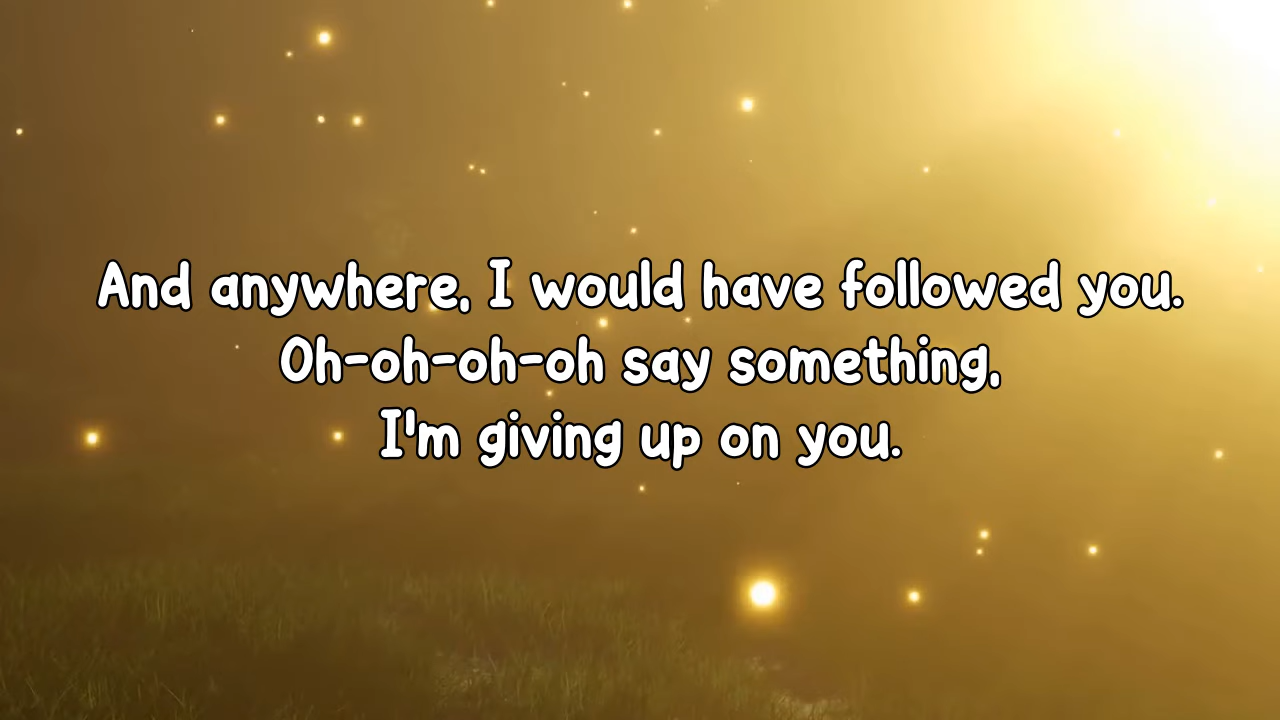 And anywhere, I would have followed you.
Oh-oh-oh-oh say something,
I'm giving up on you.